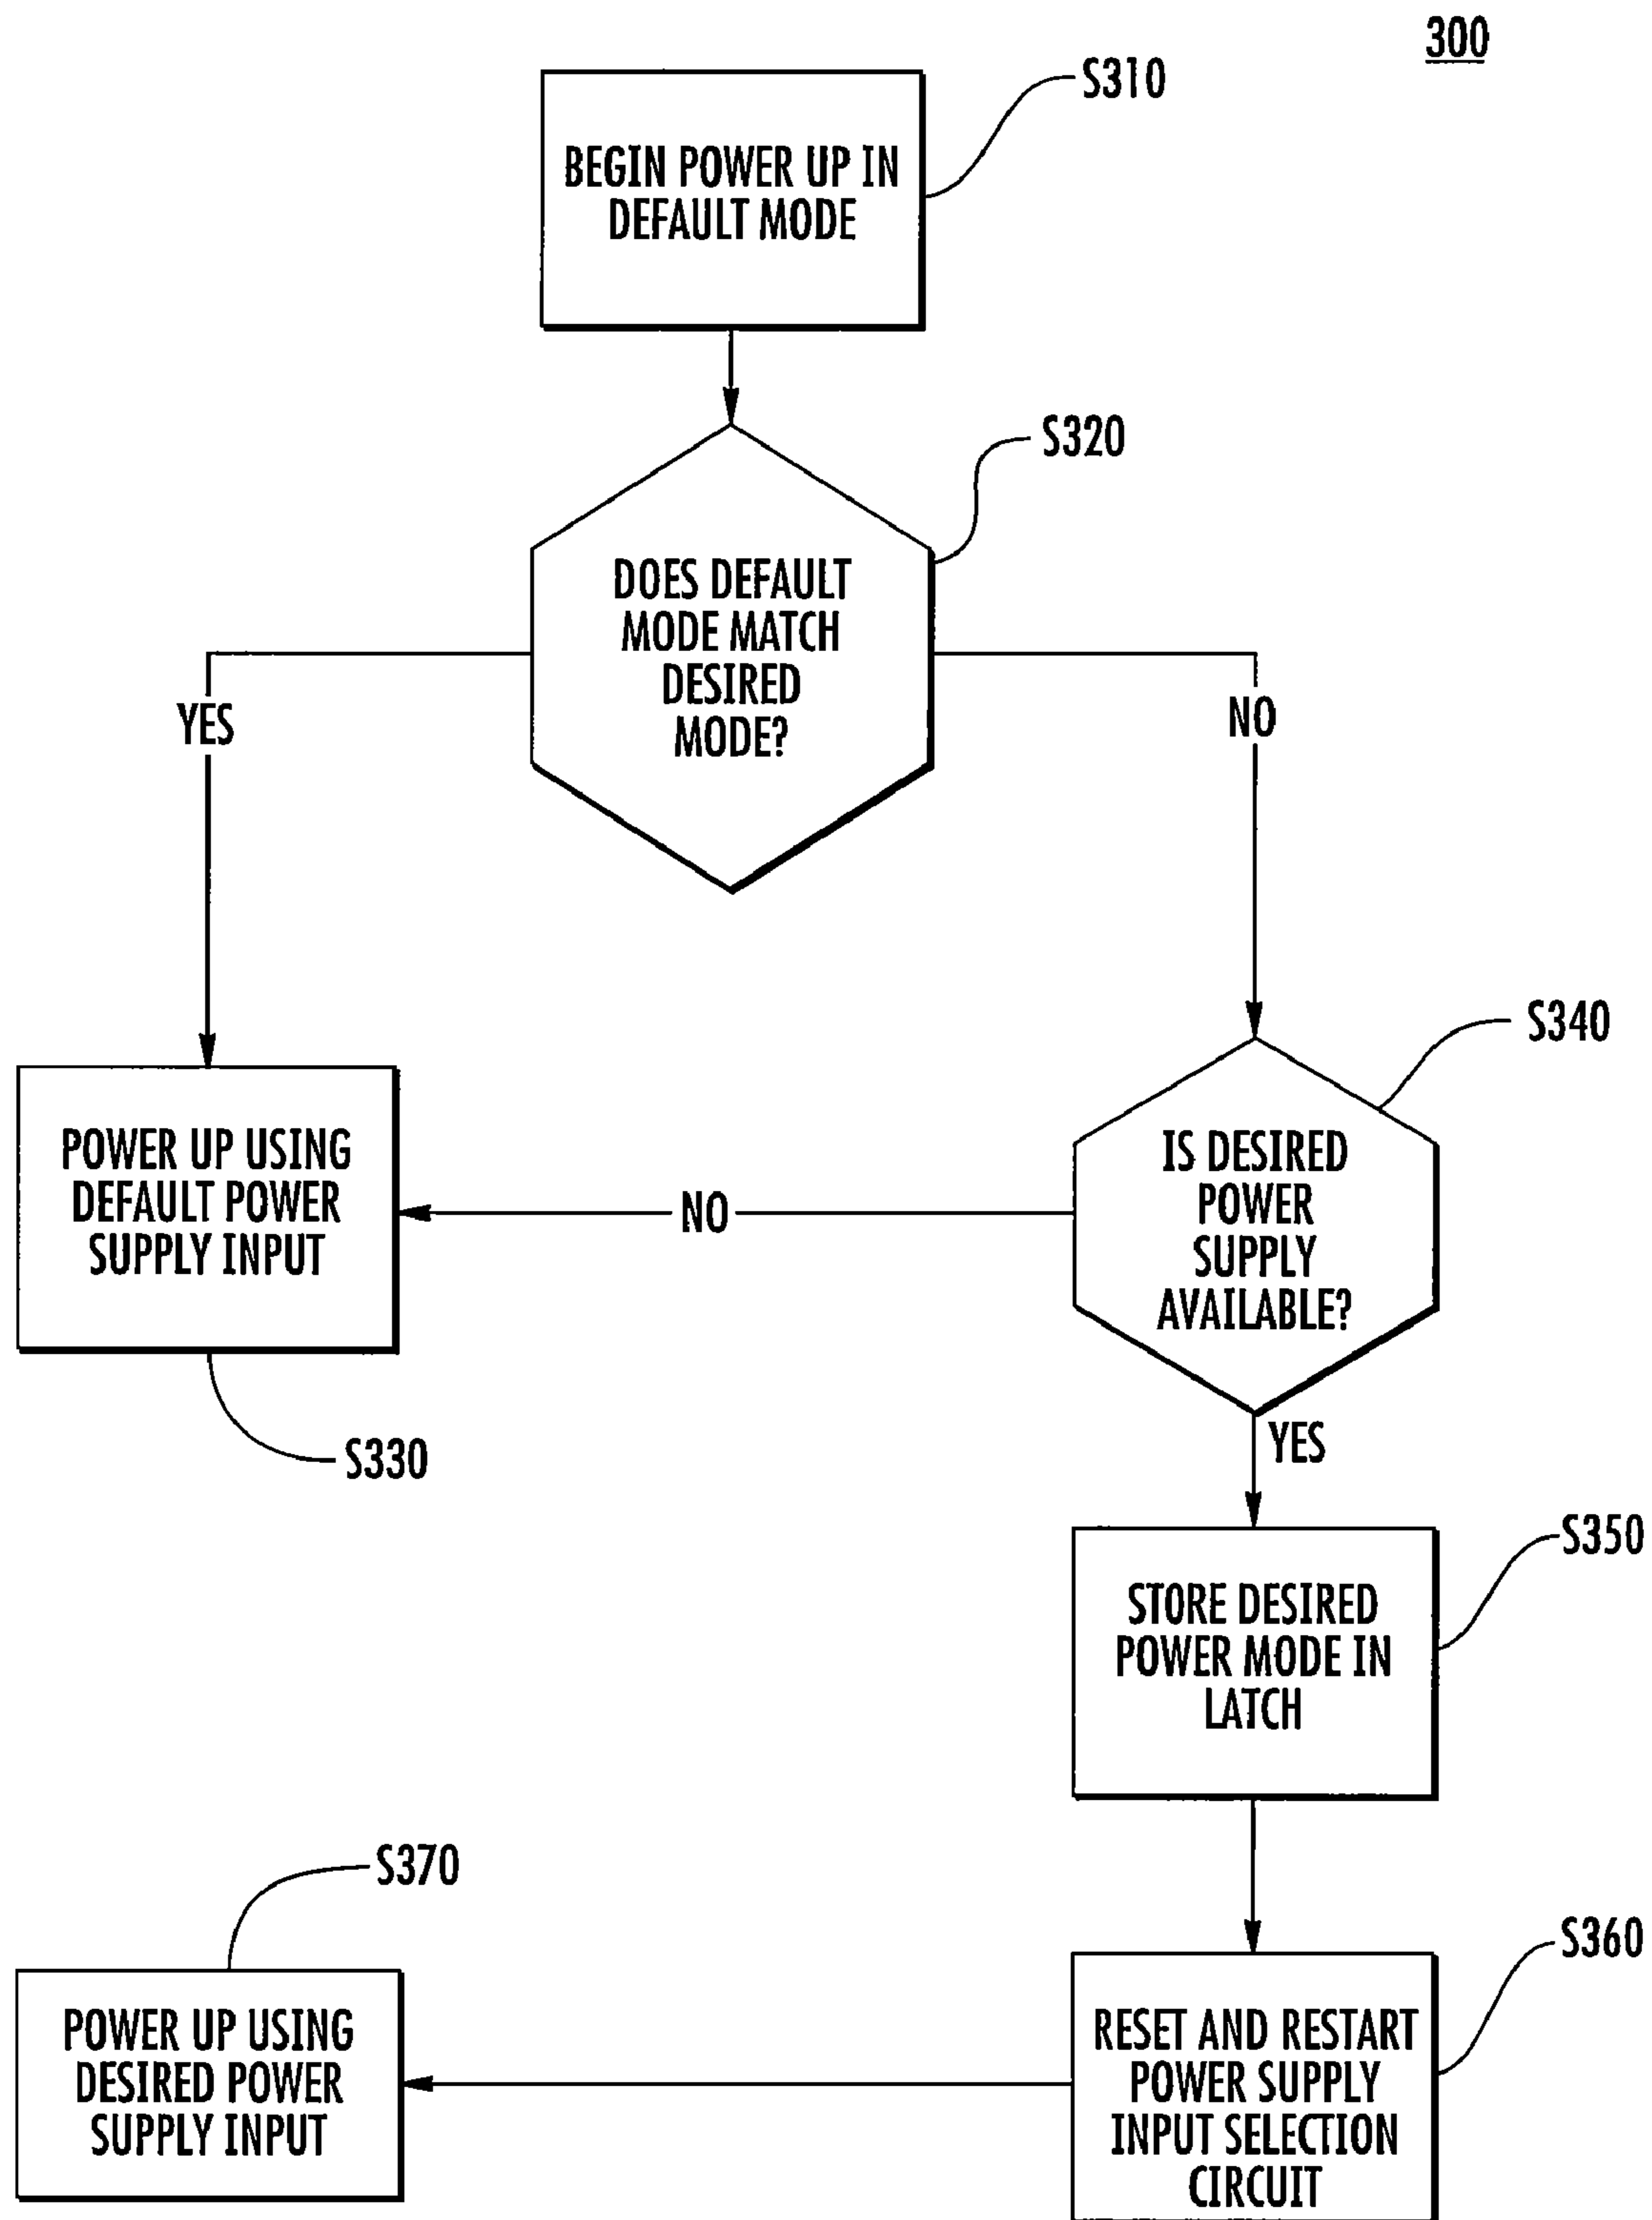 300
S310
BEGIN POWER UP IN
DEFAULT MODE
S320
DOES DEFAULT
MODE MATCH
DESIRED
MODE?
YES
NO
S340
IS DESIRED
POWER
SUPPLY
AVAILABLE?
POWER UP USING
DEFAULT POWER
SUPPLY INPUT
NO
S330
YES
S350
STORE DESIRED
POWER MODE IN
LATCH
S370
S360
POWER UP USING
DESIRED POWER
SUPPLY INPUT
RESET AND RESTART
POWER SUPPLY
INPUT SELECTION
CIRCUIT